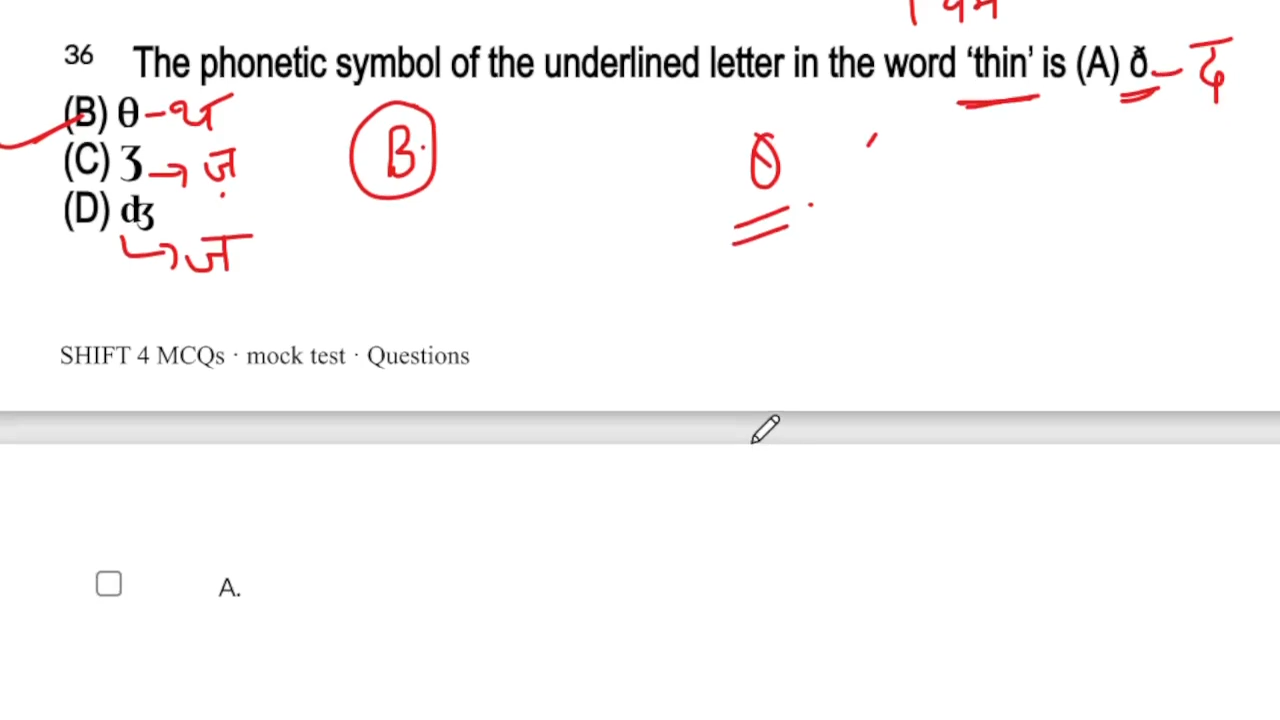 36 The phonetic symbol of the underlined letter in the word ‘thin’ is (A) ð – द
(B) θ – थ
(C) ʒ → ज़
(D) ʤ
↳ ज
B.
θ
SHIFT 4 MCQs · mock test · Questions
A.